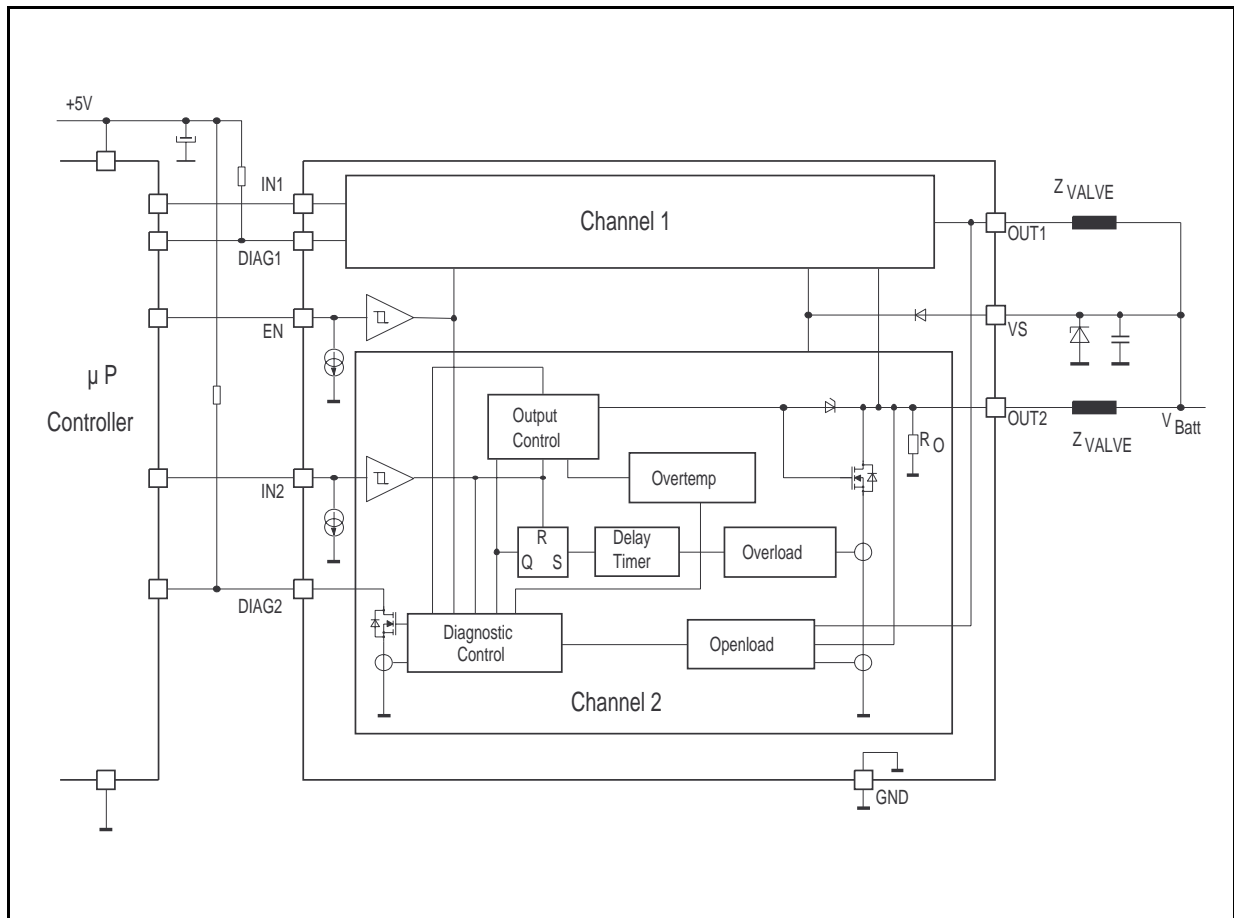 +5V
IN1
Channel 1
Z VALVE
DIAG1
OUT1
EN
VS
µ P
Controller
Output
Control
OUT2
Z VALVE
V Batt
R O
IN2
Overtemp
R
Q S
Delay
Timer
Overload
DIAG2
Diagnostic
Control
Openload
Channel 2
GND